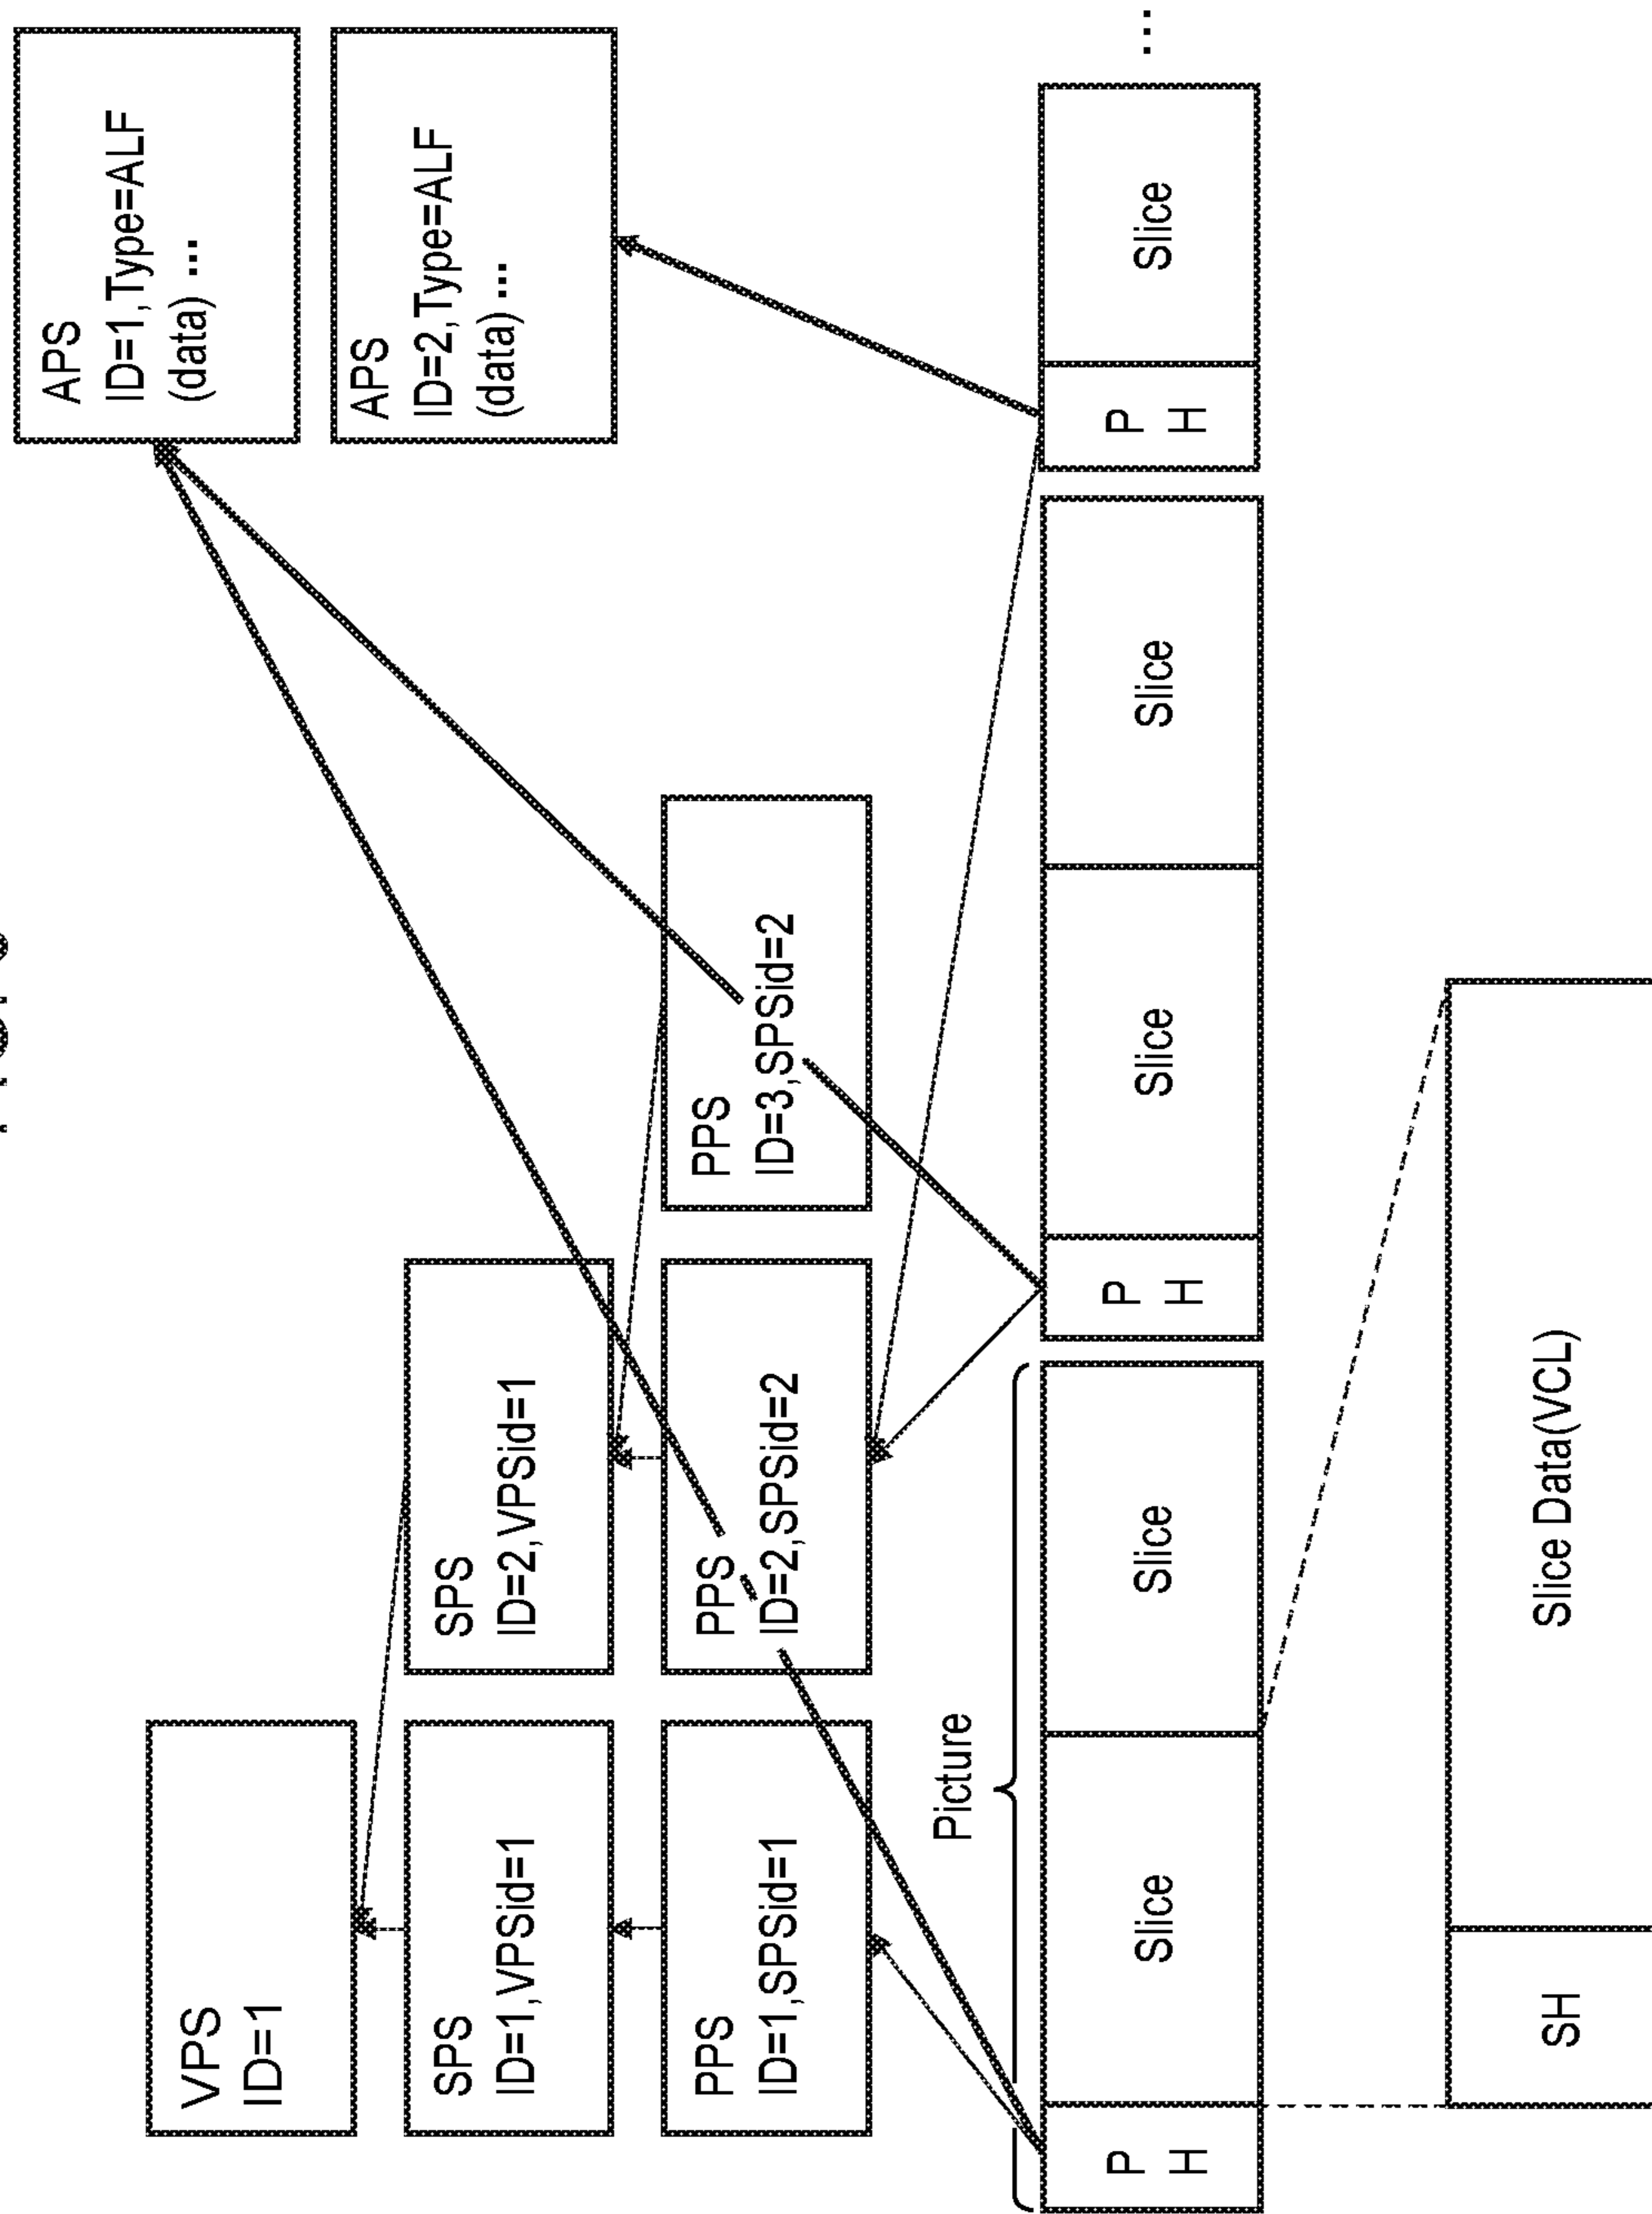 VPS
ID=1
SPS
ID=1,VPSid=1
SPS
ID=2,VPSid=1
PPS
ID=1,SPSid=1
PPS
ID=2,SPSid=2
PPS
ID=3,SPSid=2
APS
ID=1,Type=ALF
(data) ...
APS
ID=2,Type=ALF
(data) ...
Picture
P
H
Slice
Slice
P
H
Slice
Slice
P
H
Slice
...
SH
Slice Data(VCL)